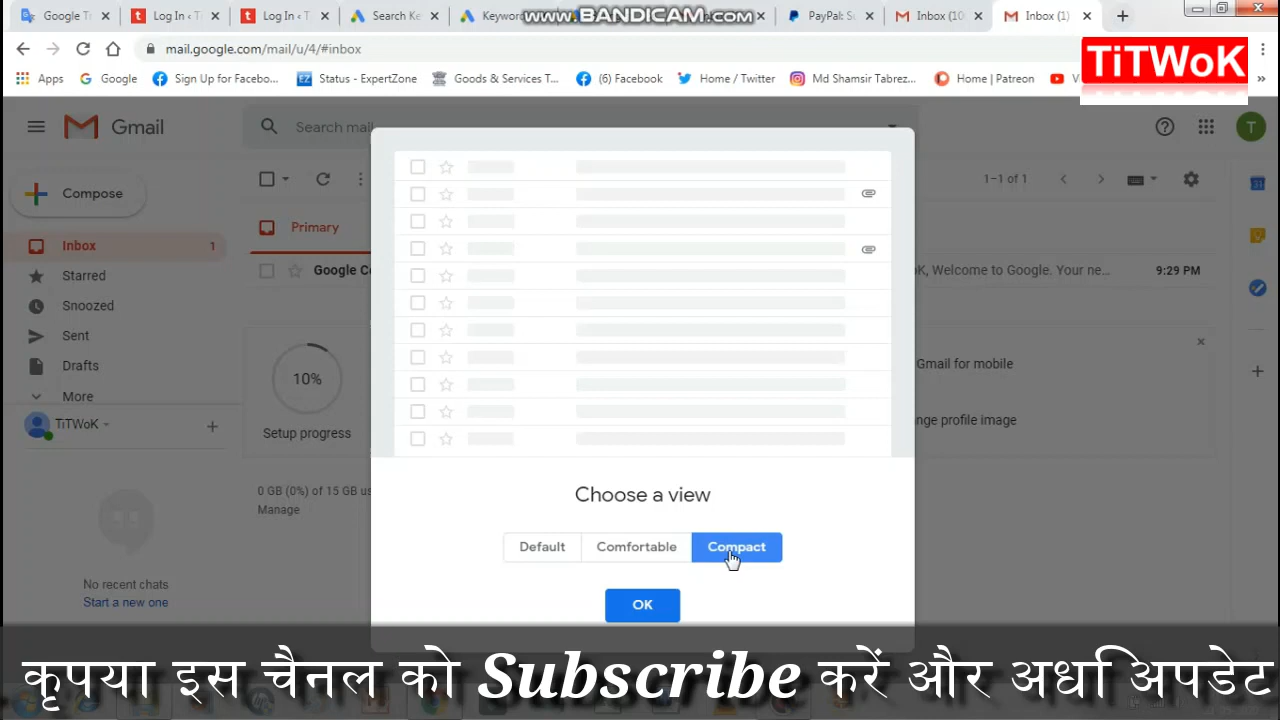 Google Tr
Log In ‹ T
Log In ‹ T
Search Ke
Keywor
WWW.BANDICAM.COM
PayPal: Su
Inbox (10
Inbox (1)
mail.google.com/mail/u/4/#inbox
TiTWoK
Apps
Google
Sign Up for Facebo...
Status - ExpertZone
Goods & Services T...
(6) Facebook
Home / Twitter
Md Shamsir Tabrez...
Home | Patreon
Gmail
Search mail
T
Compose
1–1 of 1
Primary
Inbox 1
Google Co
K, Welcome to Google. Your ne...
9:29 PM
Starred
Snoozed
Sent
Drafts
More
10%
Setup progress
Gmail for mobile
nge profile image
TiTWoK
0 GB (0%) of 15 GB us
Manage
Choose a view
Default
Comfortable
Compact
OK
No recent chats
Start a new one
कृपया इस चैनल को Subscribe करें और अपडेट